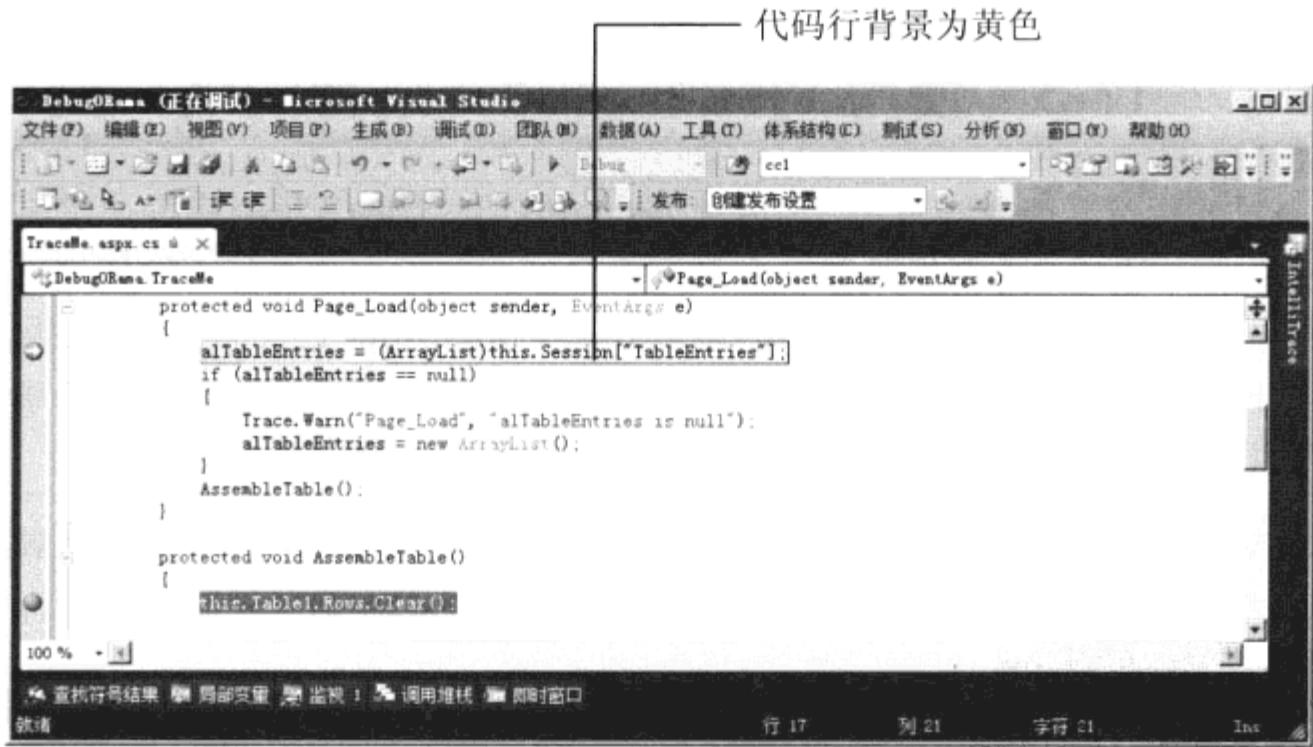 代码行背景为黄色
DebugORama (正在调试) - Microsoft Visual Studio
文件(F) 编辑(E) 视图(V) 项目(P) 生成(B) 调试(D) 团队(M) 数据(A) 工具(T) 体系结构(C) 测试(S) 分析(N) 窗口(W) 帮助(H)
Debug cc1
发布: 创建发布设置
TraceMe.aspx.cs
DebugORama.TraceMe Page_Load(object sender, EventArgs e)
IntelliTrace
protected void Page_Load(object sender, EventArgs e)
{
alTableEntries = (ArrayList)this.Session["TableEntries"];
if (alTableEntries == null)
{
Trace.Warn("Page_Load", "alTableEntries is null");
alTableEntries = new ArrayList();
}
AssembleTable();
}
protected void AssembleTable()
{
this.Table1.Rows.Clear();
100 %
查找符号结果 局部变量 监视 1 调用堆栈 即时窗口
就绪 行 17 列 21 字符 21 Ins